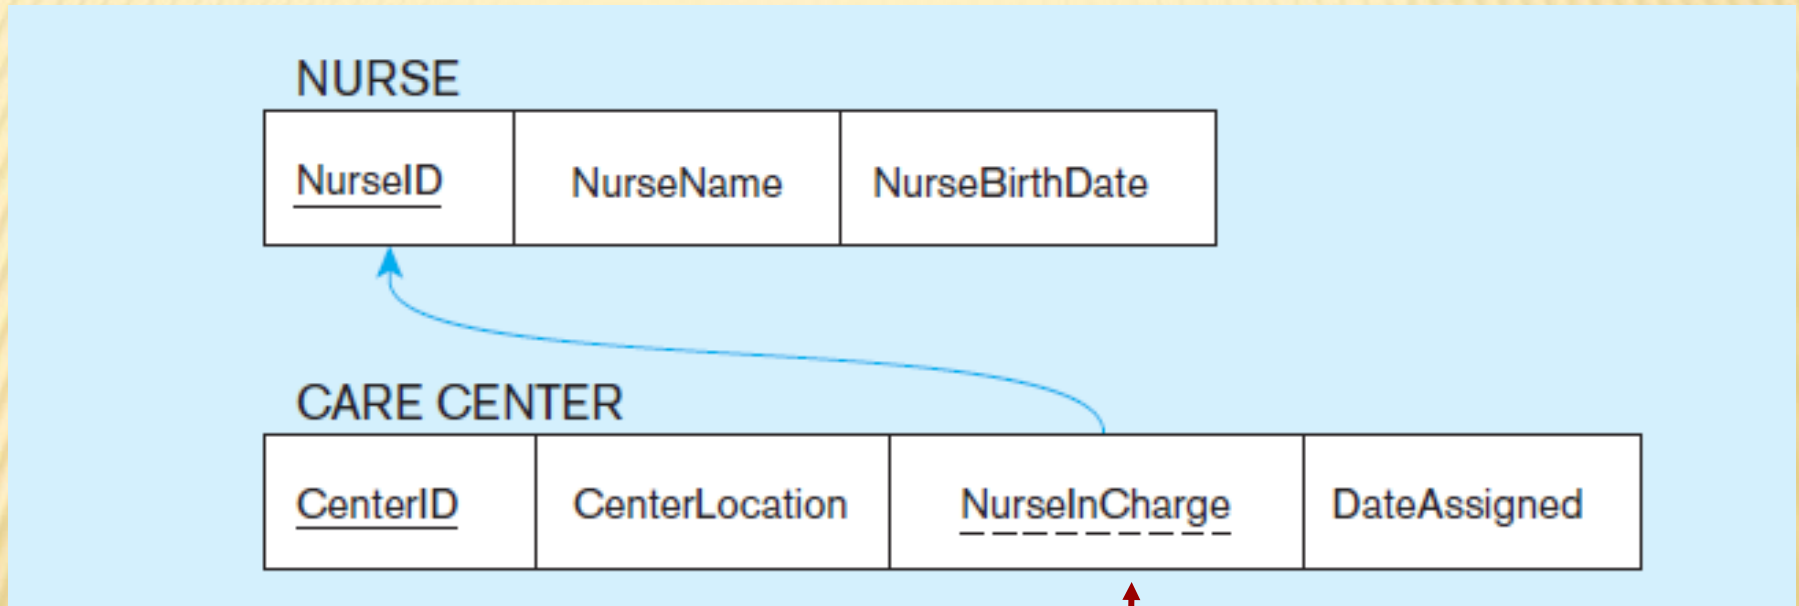 NURSE
NurseID NurseName NurseBirthDate
CARE CENTER
CenterID CenterLocation NurseInCharge DateAssigned